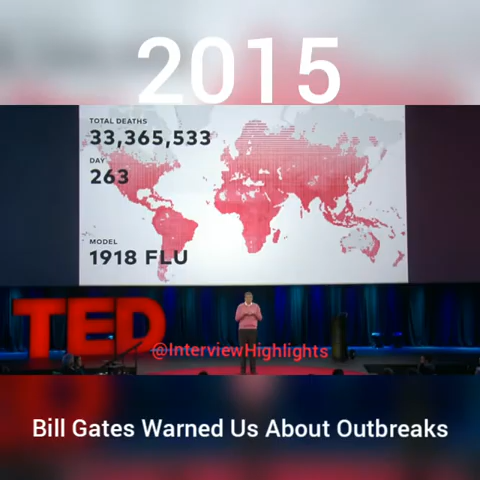 2015
TOTAL DEATHS
33,365,533
DAY
263
MODEL
1918 FLU
TED
@InterviewHighlights
Bill Gates Warned Us About Outbreaks